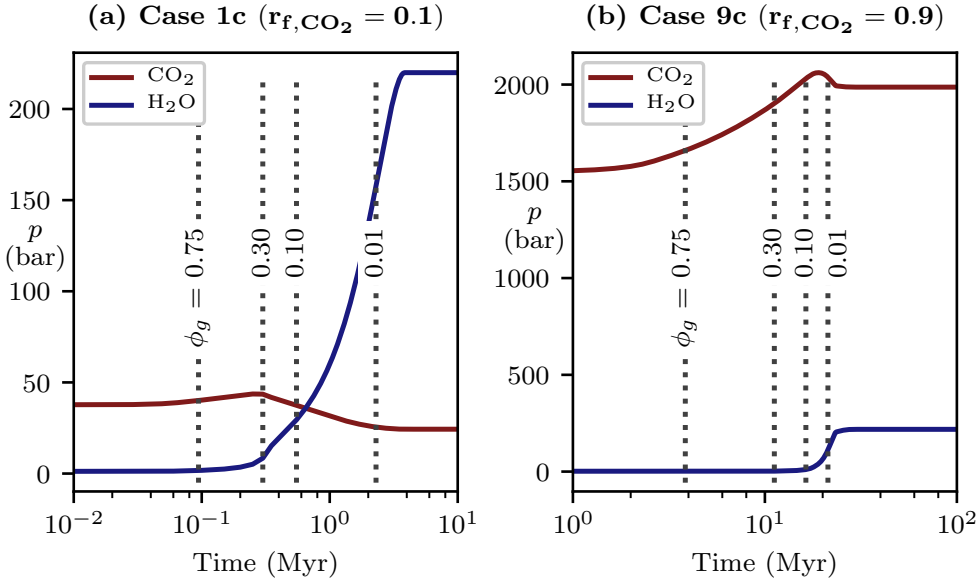 (a) Case 1c (r_f,CO₂ = 0.1)
CO₂
H₂O
200
150
p
(bar)
100
50
0
ϕ_g = 0.75
0.30
0.10
0.01
10⁻²
10⁻¹
10⁰
10¹
Time (Myr)
(b) Case 9c (r_f,CO₂ = 0.9)
CO₂
H₂O
2000
1500
p
(bar)
1000
500
0
ϕ_g = 0.75
0.30
0.10
0.01
10⁰
10¹
10²
Time (Myr)